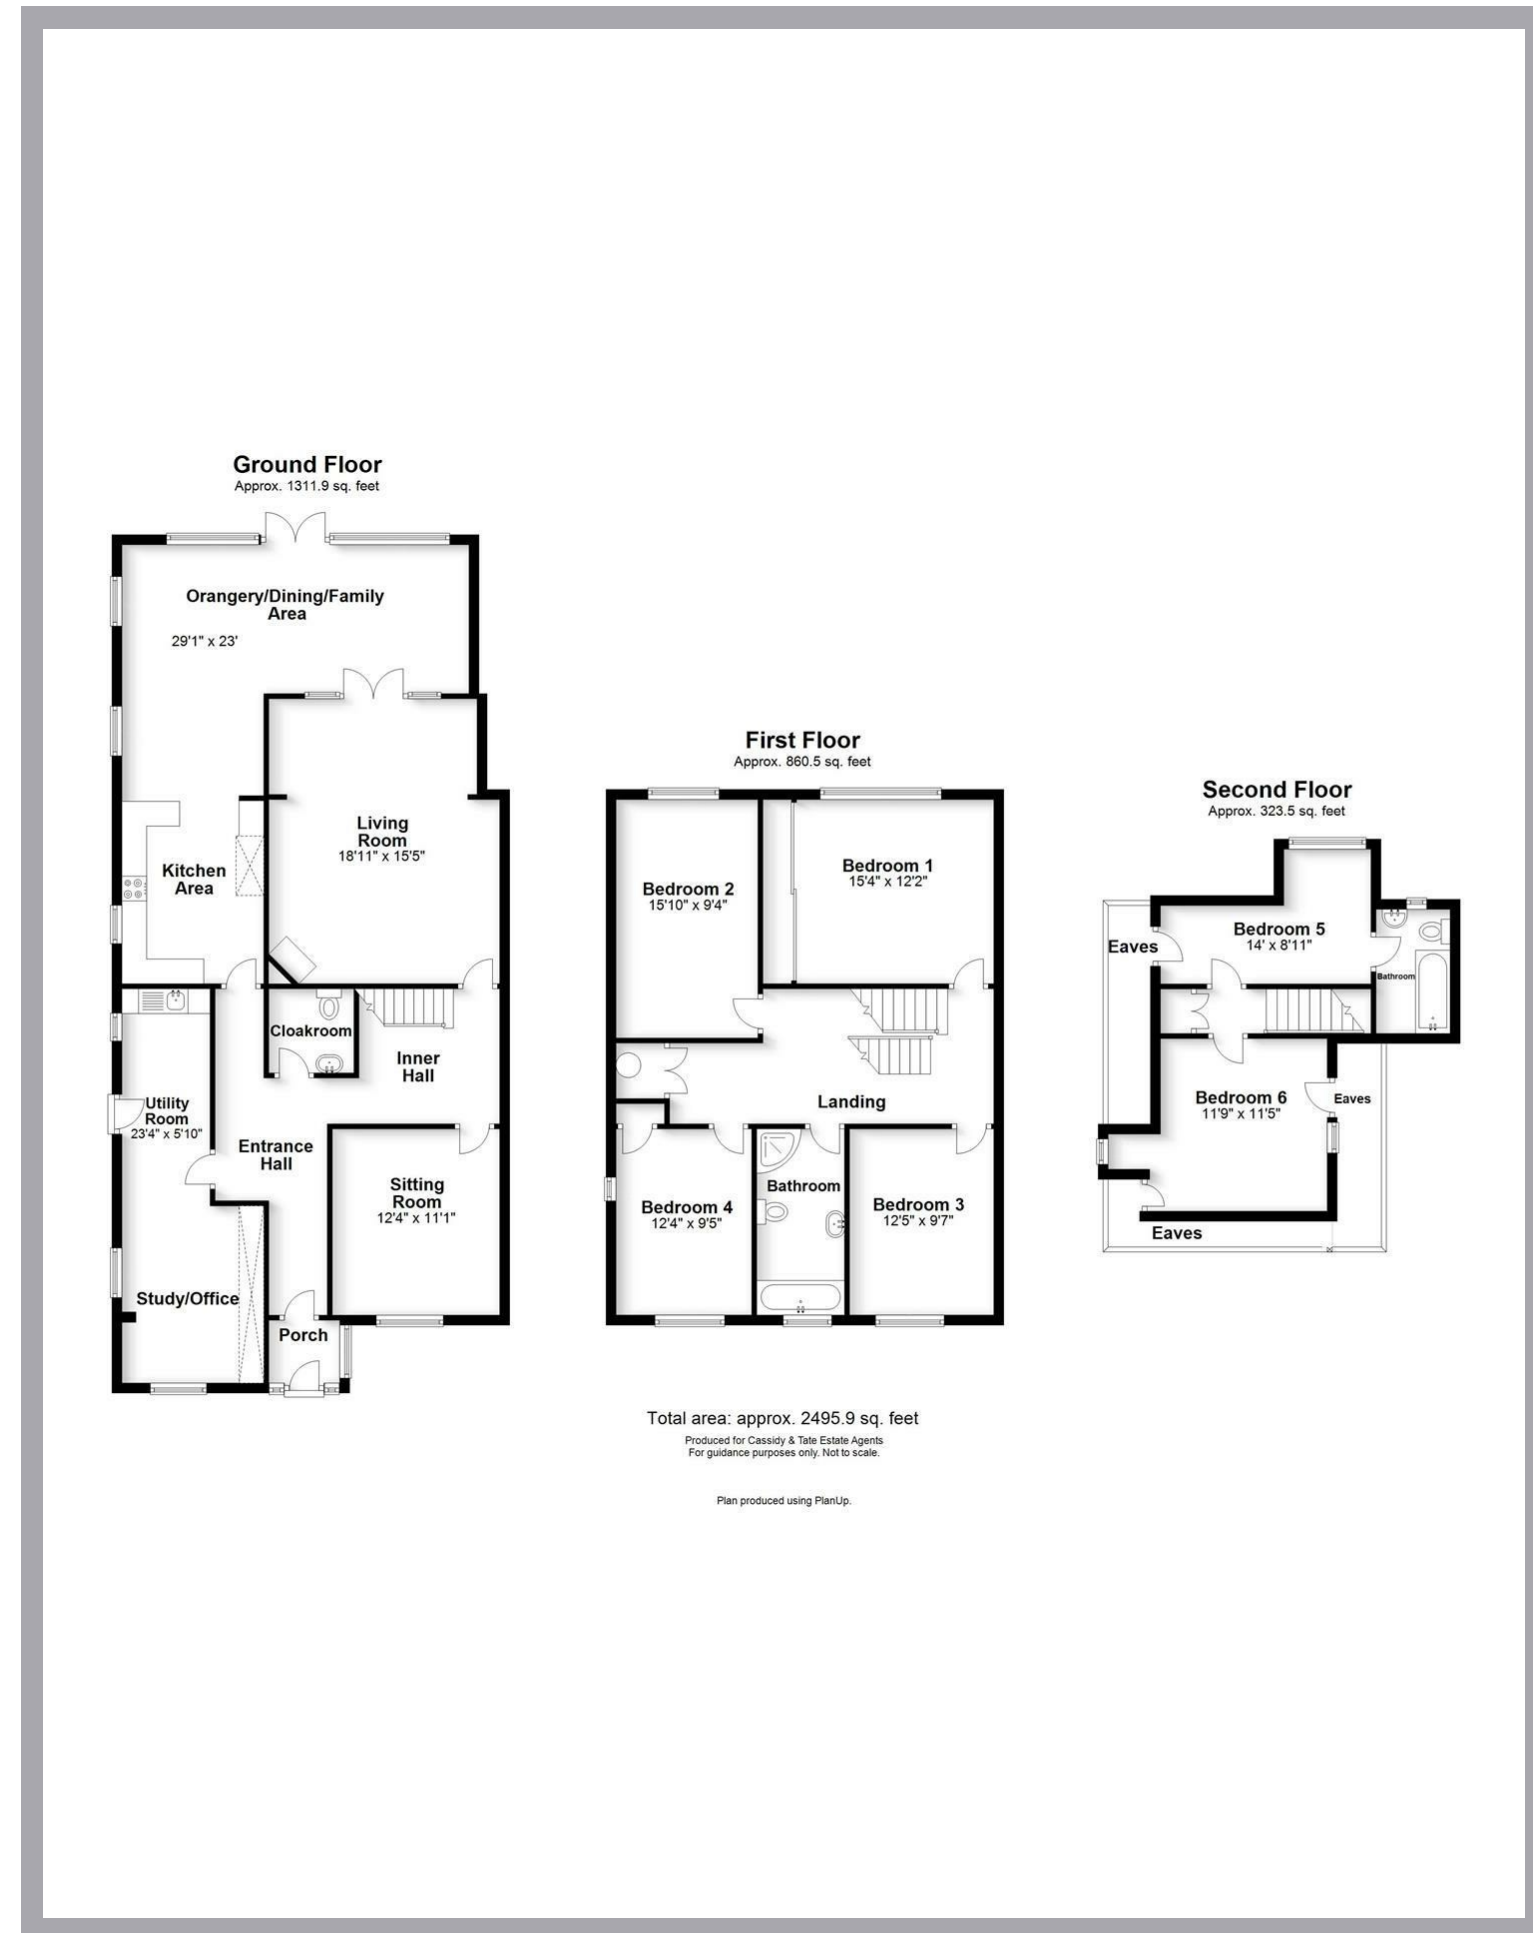 Ground Floor
Approx. 1311.9 sq. feet
Orangery/Dining/Family
Area
29'1" x 23'
Living
Room
18'11" x 15'5"
Kitchen
Area
Cloakroom
Inner
Hall
Utility
Room
23'4" x 5'10"
Entrance
Hall
Sitting
Room
12'4" x 11'1"
Study/Office
Porch
First Floor
Approx. 860.5 sq. feet
Bedroom 1
15'4" x 12'2"
Bedroom 2
15'10" x 9'4"
Landing
Bathroom
Bedroom 4
12'4" x 9'5"
Bedroom 3
12'5" x 9'7"
Second Floor
Approx. 323.5 sq. feet
Bedroom 5
14' x 8'11"
Eaves
Bathroom
Bedroom 6
11'9" x 11'5"
Eaves
Eaves
Total area: approx. 2495.9 sq. feet
Produced for Cassidy & Tate Estate Agents
For guidance purposes only. Not to scale.
Plan produced using PlanUp.